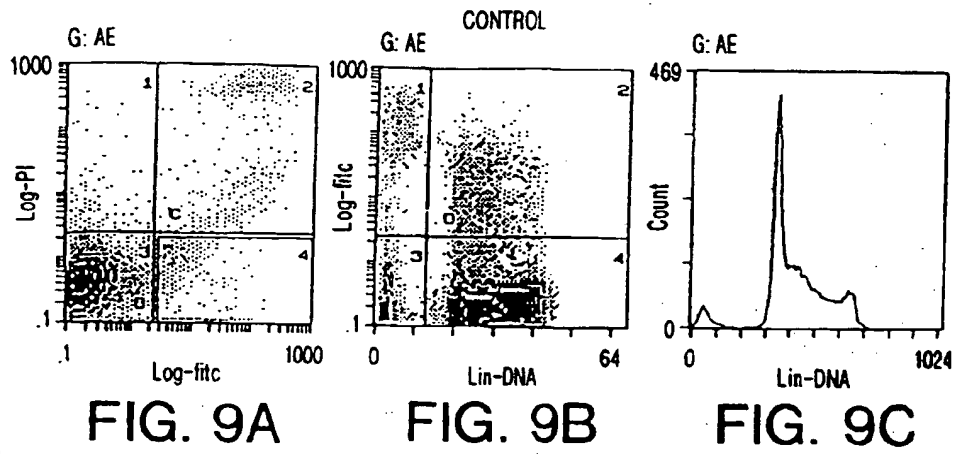 CONTROL
G: AE
1000
1
2
C
3
4
D
.1
.1
1000
Log-PI
Log-fitc
FIG. 9A
G: AE
1000
1
2
D
3
4
.1
0
64
Log-fitc
Lin-DNA
FIG. 9B
G: AE
469
Count
0
0
1024
Lin-DNA
FIG. 9C